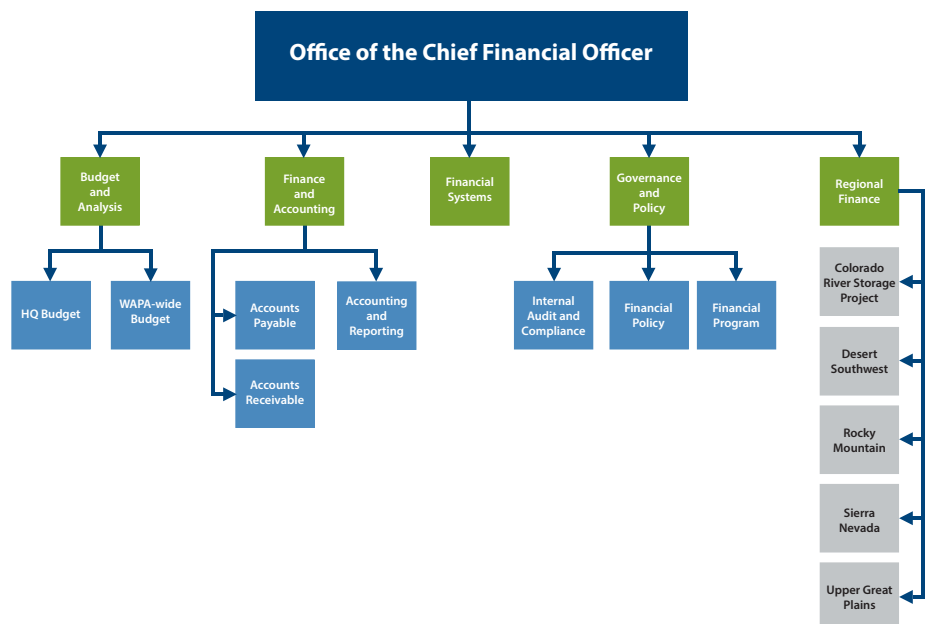 Office of the Chief Financial Officer
Budget
and
Analysis
Finance
and
Accounting
Financial
Systems
Governance
and
Policy
Regional
Finance
HQ Budget
WAPA-wide
Budget
Accounts
Payable
Accounts
Receivable
Accounting
and
Reporting
Internal
Audit and
Compliance
Financial
Policy
Financial
Program
Colorado
River Storage
Project
Desert
Southwest
Rocky
Mountain
Sierra
Nevada
Upper Great
Plains